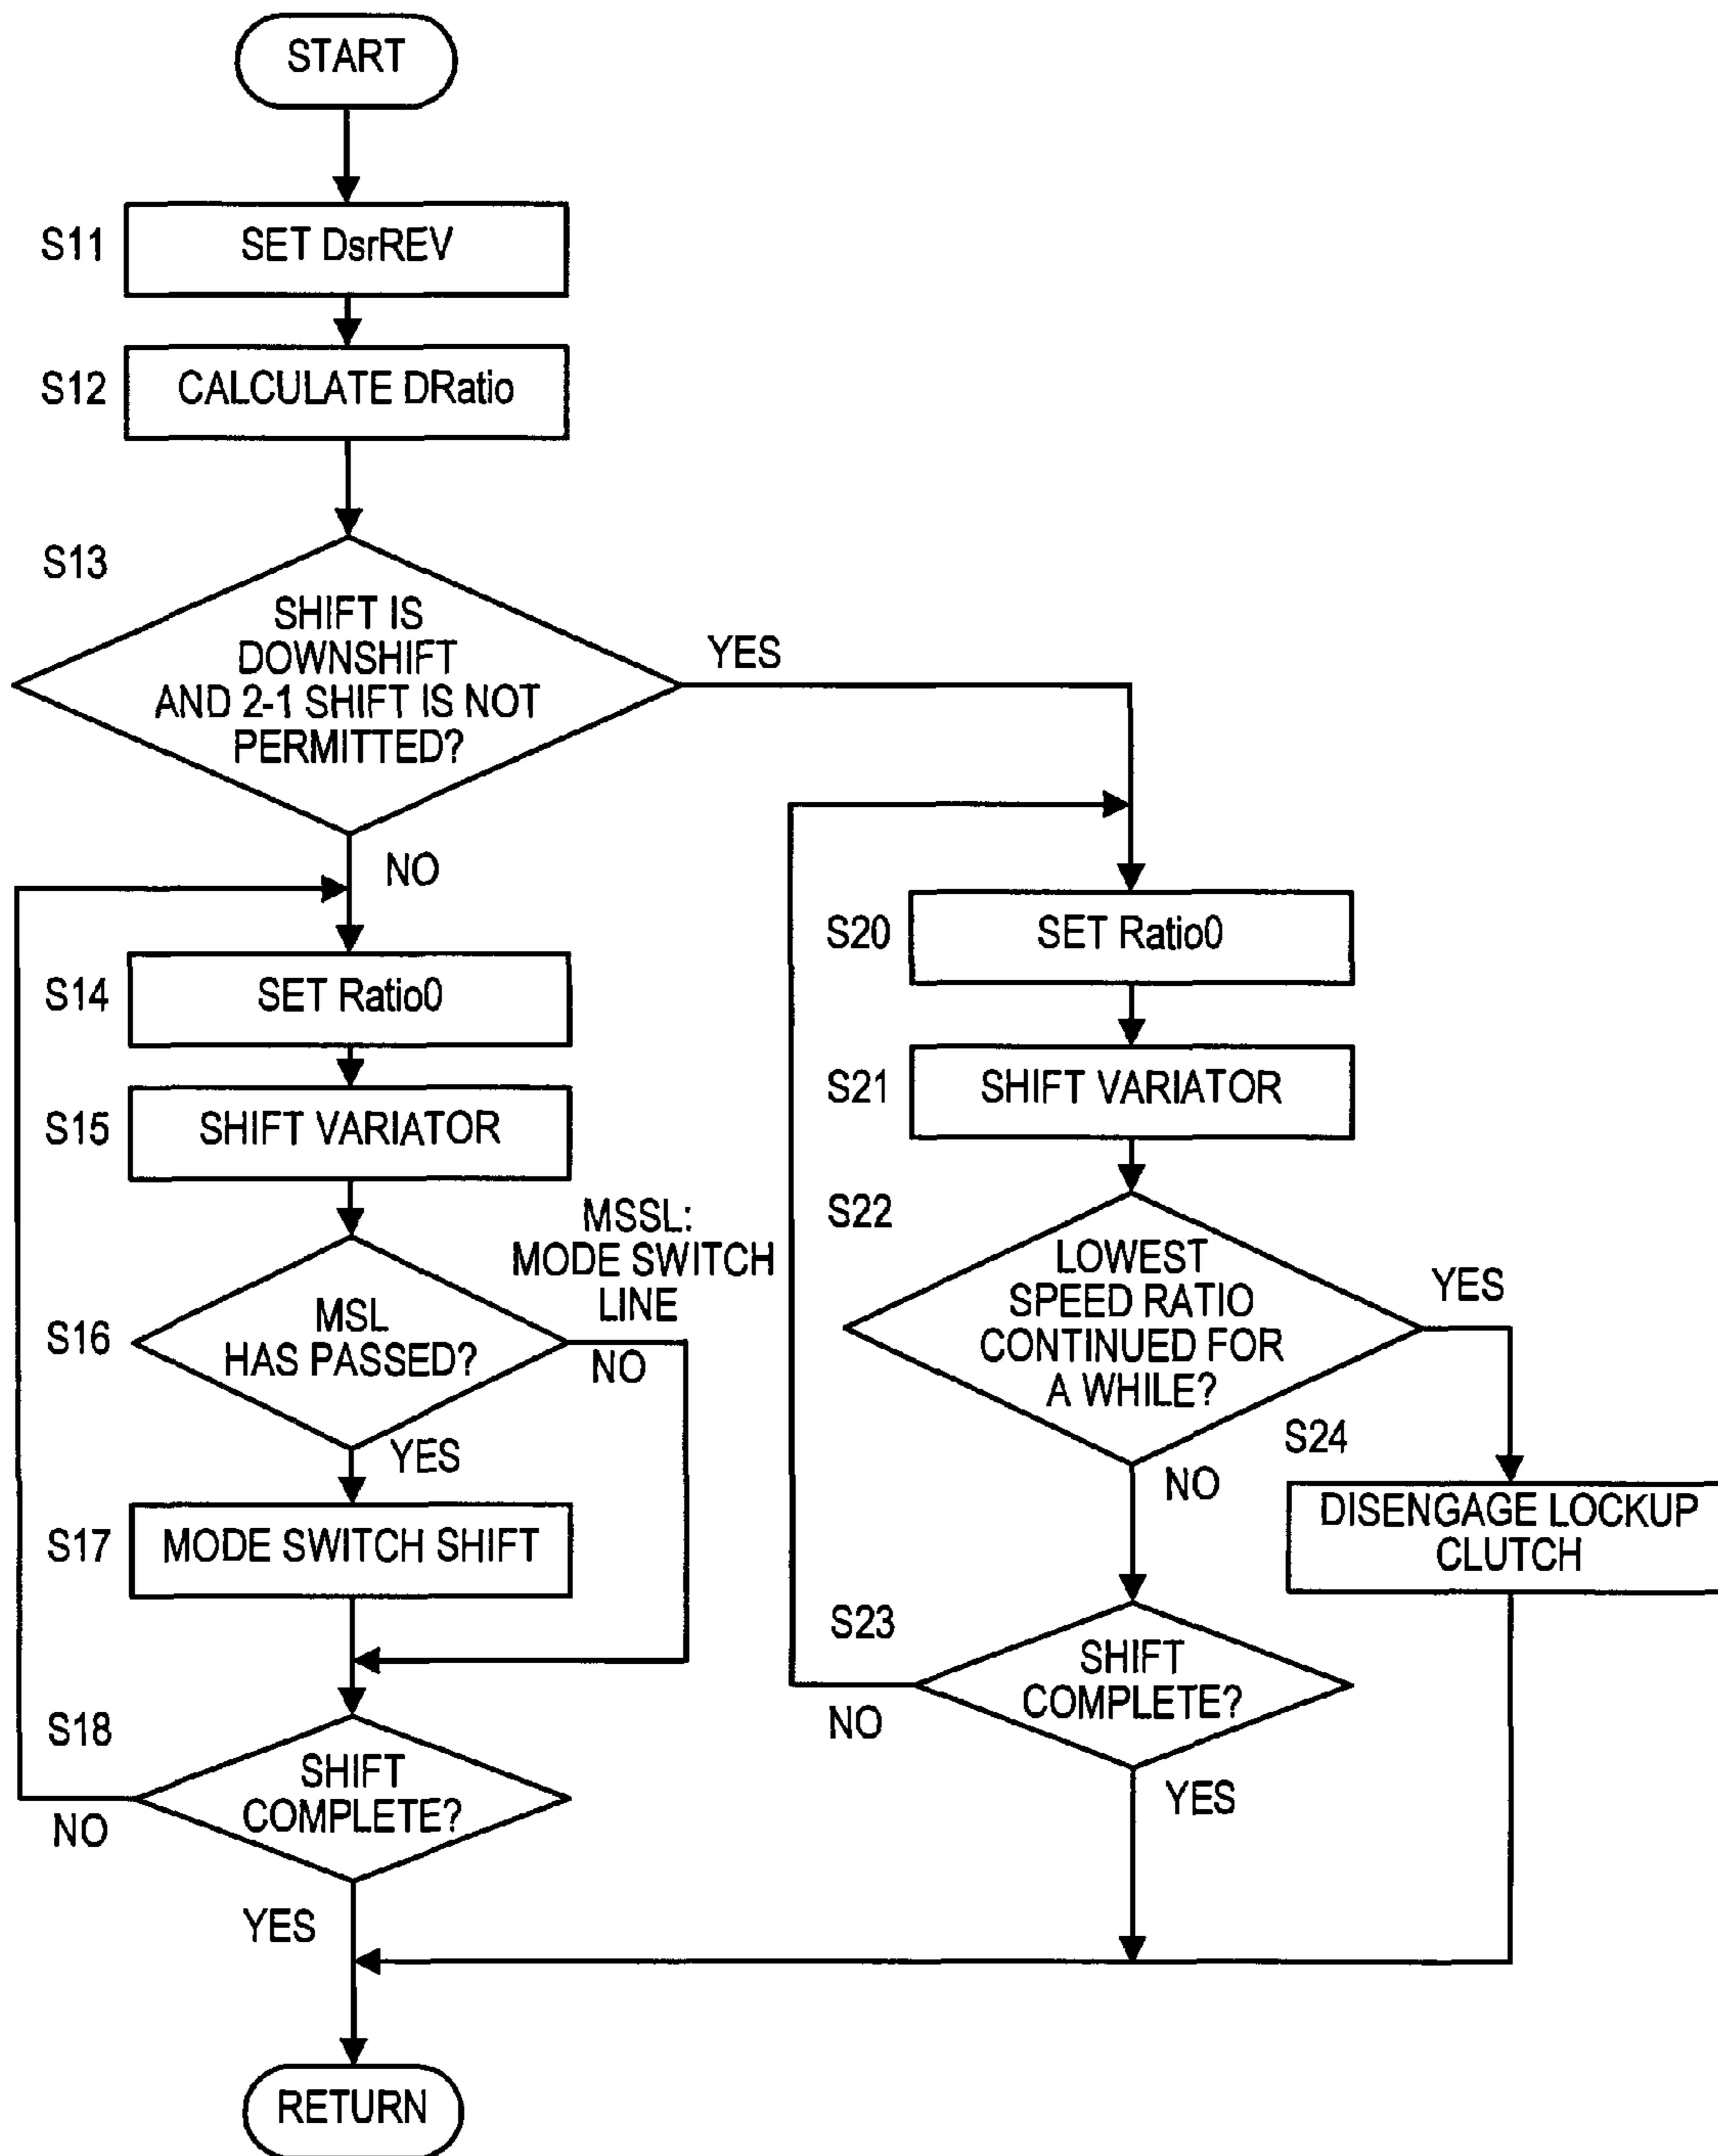 START
S11
SET DsrREV
S12
CALCULATE DRatio
S13
SHIFT IS
DOWNSHIFT
AND 2-1 SHIFT IS NOT
PERMITTED?
YES
NO
S14
SET Ratio0
S15
SHIFT VARIATOR
MSSL:
MODE SWITCH
LINE
S16
MSL
HAS PASSED?
NO
YES
S17
MODE SWITCH SHIFT
S18
SHIFT
COMPLETE?
NO
YES
S20
SET Ratio0
S21
SHIFT VARIATOR
S22
LOWEST
SPEED RATIO
CONTINUED FOR
A WHILE?
YES
NO
S24
DISENGAGE LOCKUP
CLUTCH
S23
SHIFT
COMPLETE?
NO
YES
RETURN